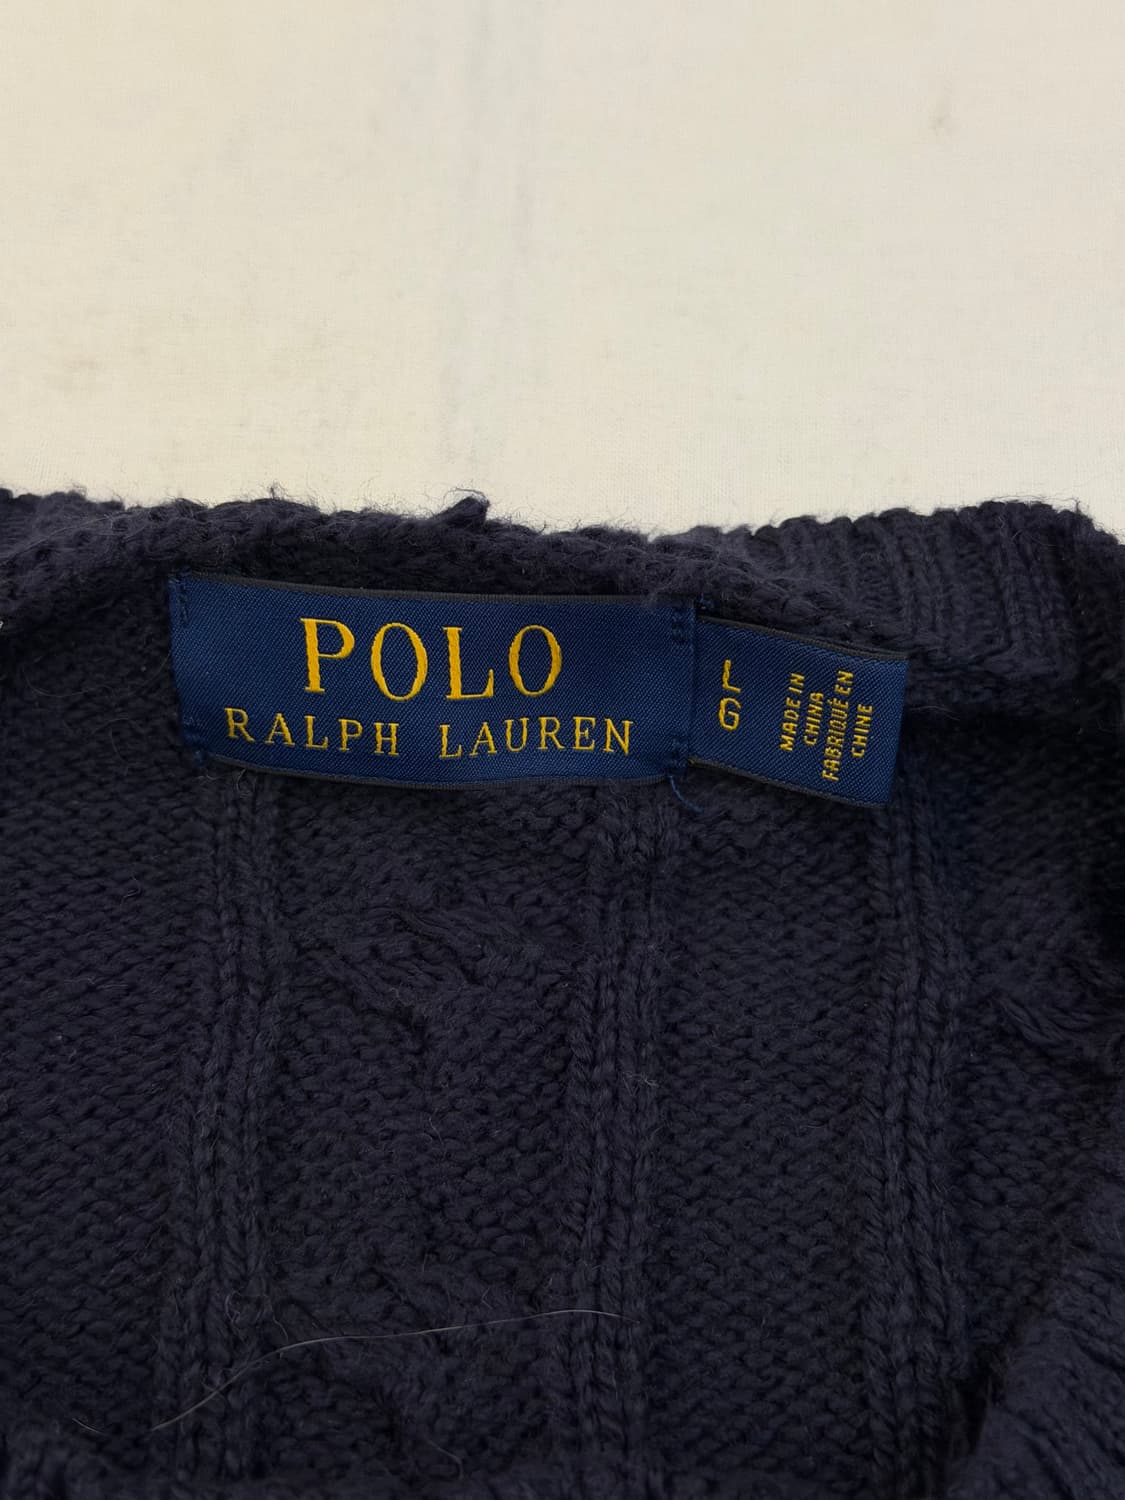 POLO
RALPH LAUREN
L
G
MADE IN
CHINA
FABRIQUÉ EN
CHINE